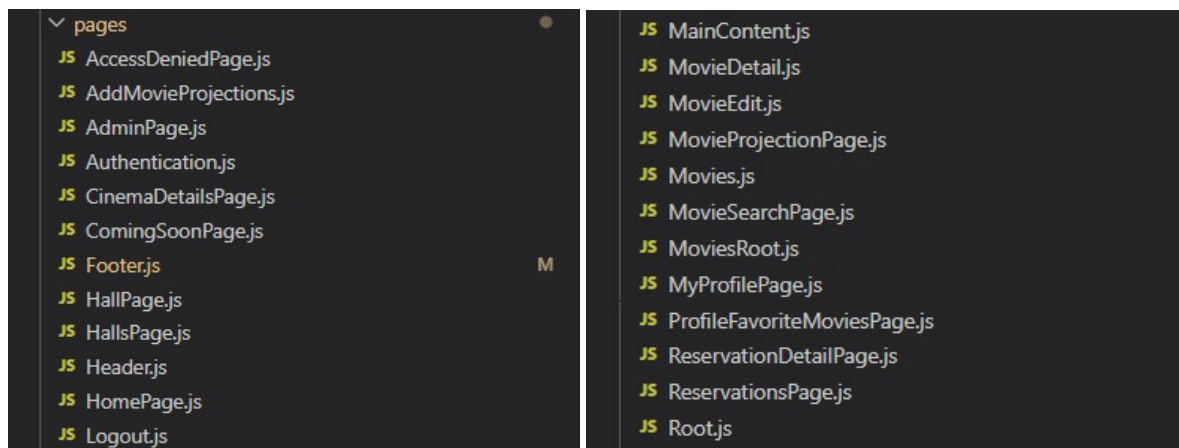 pages
JS AccessDeniedPage.js
JS AddMovieProjections.js
JS AdminPage.js
JS Authentication.js
JS CinemaDetailsPage.js
JS ComingSoonPage.js
JS Footer.js M
JS HallPage.js
JS HallsPage.js
JS Header.js
JS HomePage.js
JS Logout.js
JS MainContent.js
JS MovieDetail.js
JS MovieEdit.js
JS MovieProjectionPage.js
JS Movies.js
JS MovieSearchPage.js
JS MoviesRoot.js
JS MyProfilePage.js
JS ProfileFavoriteMoviesPage.js
JS ReservationDetailPage.js
JS ReservationsPage.js
JS Root.js